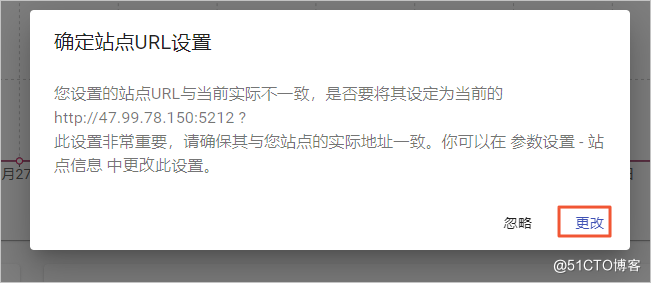 确定站点URL设置
您设置的站点URL与当前实际不一致，是否要将其设定为当前的
http://47.99.78.150:5212 ?
此设置非常重要，请确保其与您站点的实际地址一致。你可以在 参数设置 - 站
点信息 中更改此设置。
月27
日
忽略
更改
@51CTO博客